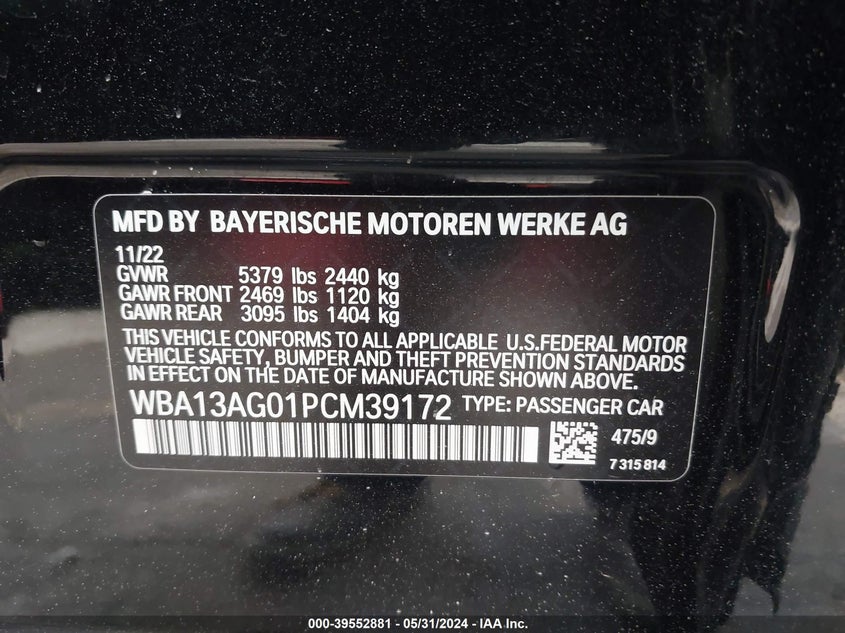 MFD BY BAYERISCHE MOTOREN WERKE AG
11/22
GVWR 5379 lbs 2440 kg
GAWR FRONT 2469 lbs 1120 kg
GAWR REAR 3095 lbs 1404 kg
THIS VEHICLE CONFORMS TO ALL APPLICABLE U.S.FEDERAL MOTOR
VEHICLE SAFETY, BUMPER AND THEFT PREVENTION STANDARDS
IN EFFECT ON THE DATE OF MANUFACTURE SHOWN ABOVE.
WBA13AG01PCM39172 TYPE: PASSENGER CAR
475/9
7315814
000-39552881 - 05/31/2024 - IAA Inc.